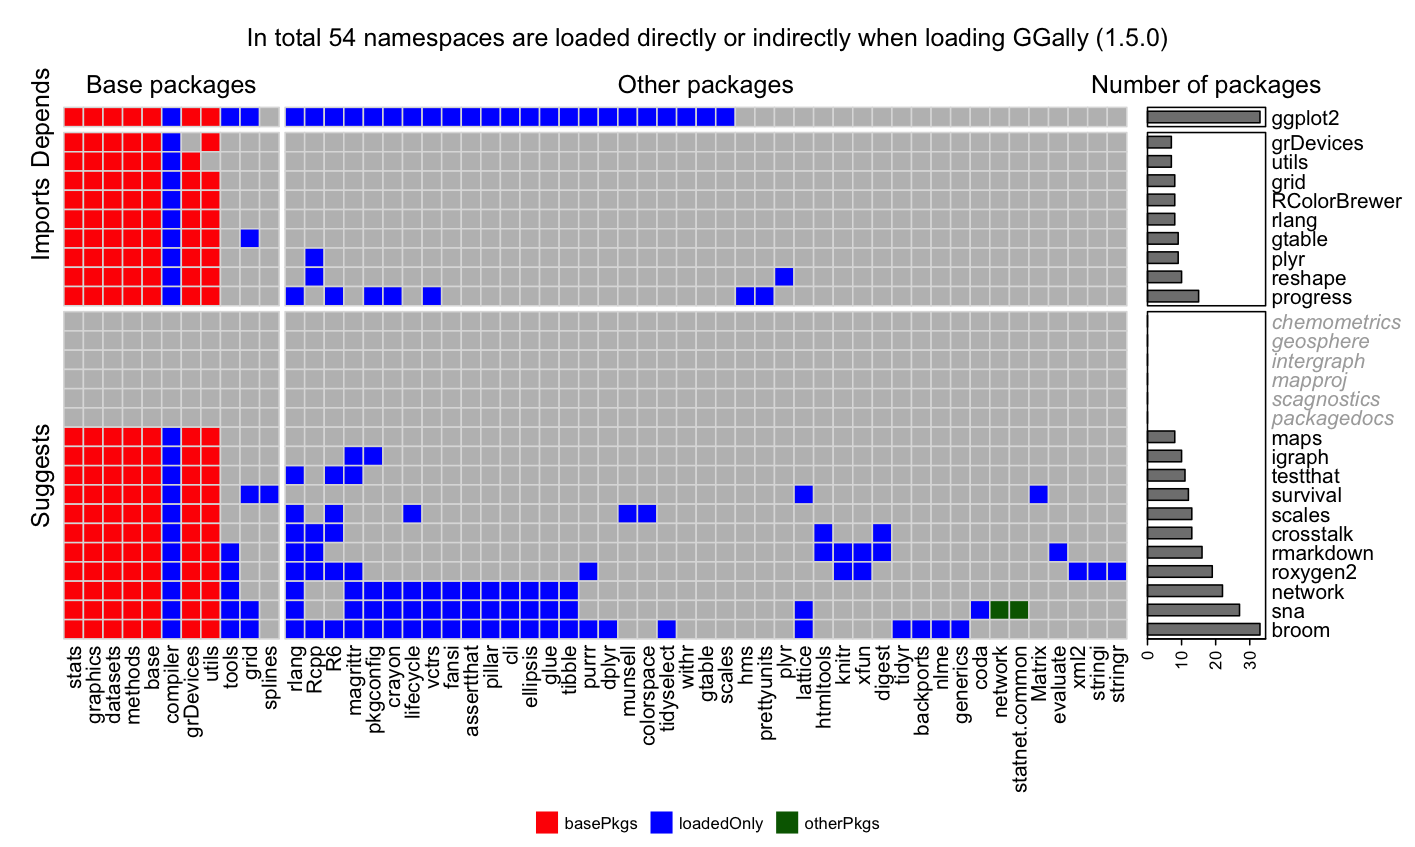 In total 54 namespaces are loaded directly or indirectly when loading GGally (1.5.0)
Base packages
Other packages
Number of packages
Depends
Imports
Suggests
ggplot2
grDevices
utils
grid
RColorBrewer
rlang
gtable
plyr
reshape
progress
chemometrics
geosphere
intergraph
mapproj
scagnostics
packagedocs
maps
igraph
testthat
survival
scales
crosstalk
rmarkdown
roxygen2
network
sna
broom
0
10
20
30
stats
graphics
datasets
methods
base
compiler
grDevices
utils
tools
grid
splines
rlang
Rcpp
R6
magrittr
pkgconfig
crayon
lifecycle
vctrs
fansi
assertthat
pillar
cli
ellipsis
glue
tibble
purrr
dplyr
munsell
colorspace
tidyselect
withr
gtable
scales
hms
prettyunits
plyr
lattice
htmltools
knitr
xfun
digest
tidyr
backports
nlme
generics
coda
network
statnet.common
Matrix
evaluate
xml2
stringi
stringr
basePkgs
loadedOnly
otherPkgs